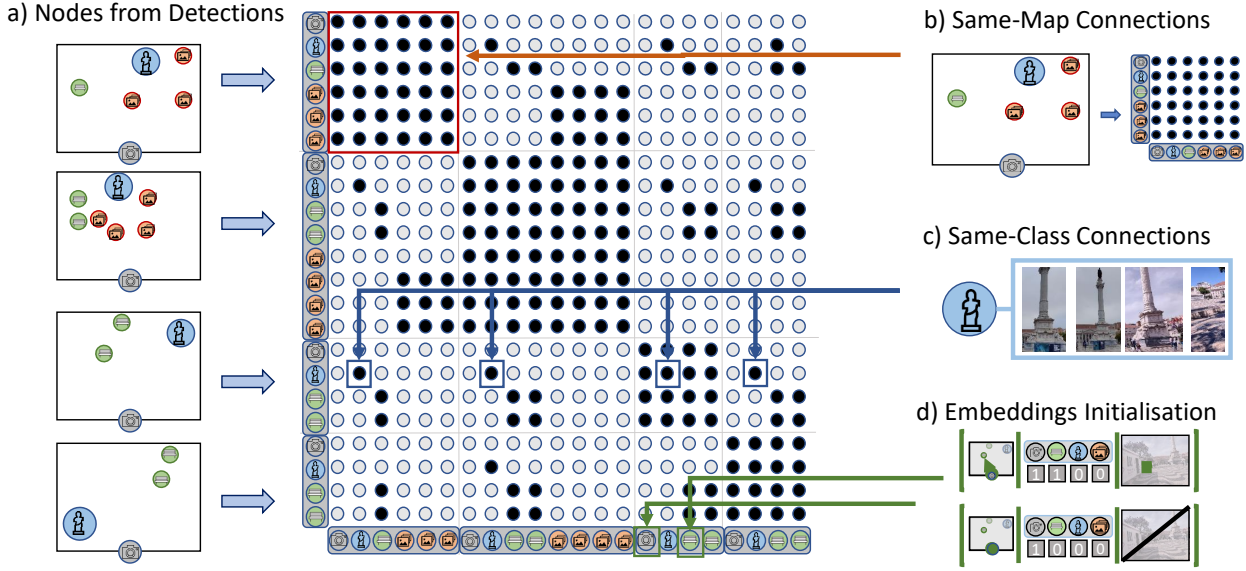 a) Nodes from Detections
b) Same-Map Connections
c) Same-Class Connections
d) Embeddings Initialisation
1 1 0 0
1 0 0 0